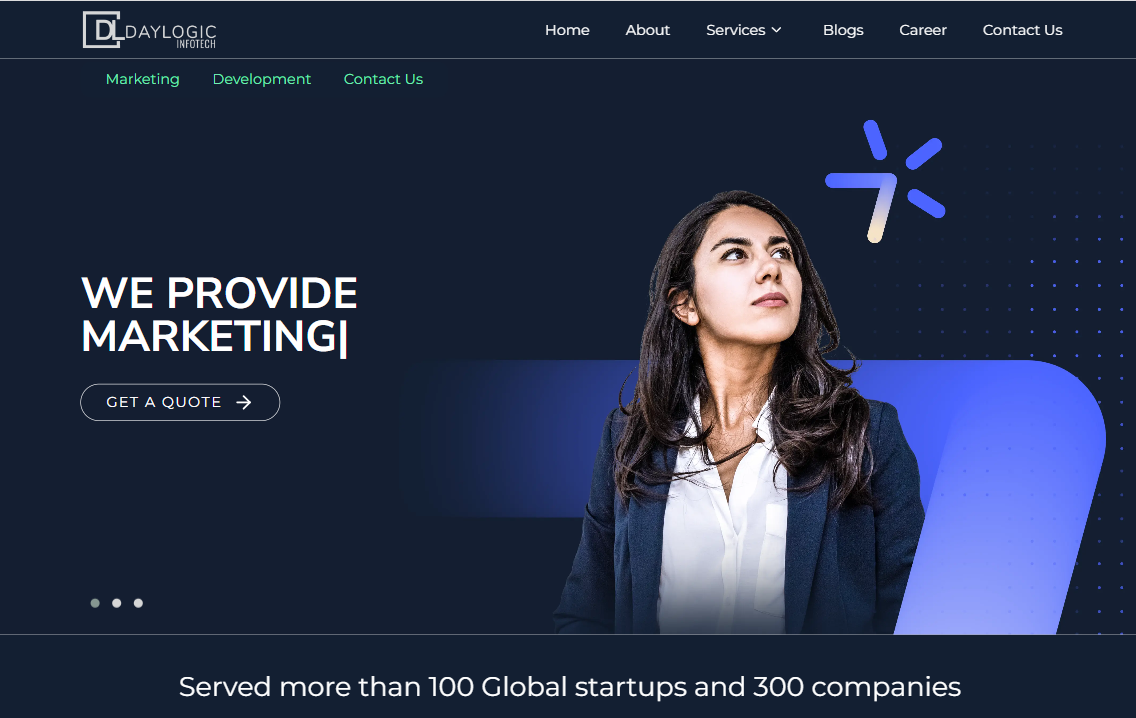 DL DAYLOGIC
INFOTECH
Home About Services Blogs Career Contact Us
Marketing Development Contact Us
WE PROVIDE
MARKETING|
GET A QUOTE
Served more than 100 Global startups and 300 companies